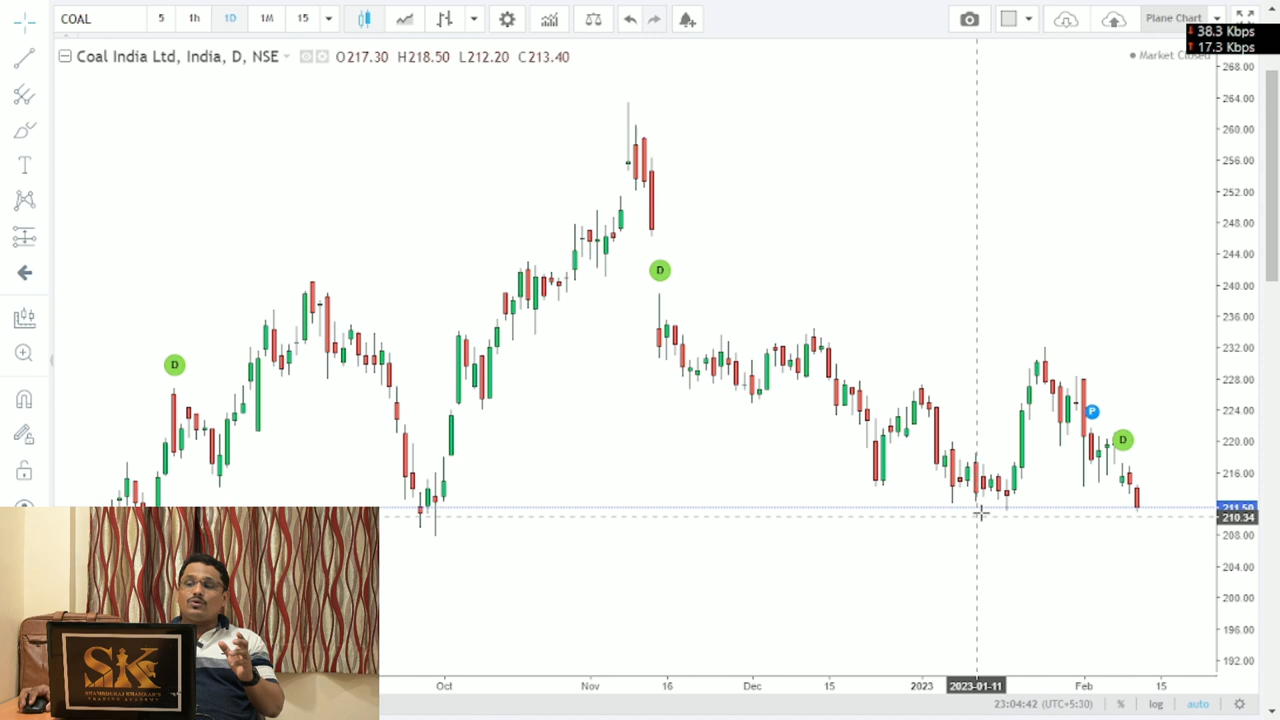 COAL 5 1h 1D 1M 15 Plane Chart
38.3 Kbps
17.3 Kbps
Coal India Ltd, India, D, NSE O217.30 H218.50 L212.20 C213.40
Market Closed
268.00
264.00
260.00
256.00
252.00
248.00
244.00
240.00
236.00
232.00
228.00
224.00
220.00
216.00
211.50
210.34
208.00
204.00
200.00
196.00
192.00
T
D
D
P
D
SK
TRADING ACADEMY
Oct Nov 16 Dec 15 2023 2023-01-11 Feb 15
23:04:42 (UTC+5:30) % log auto